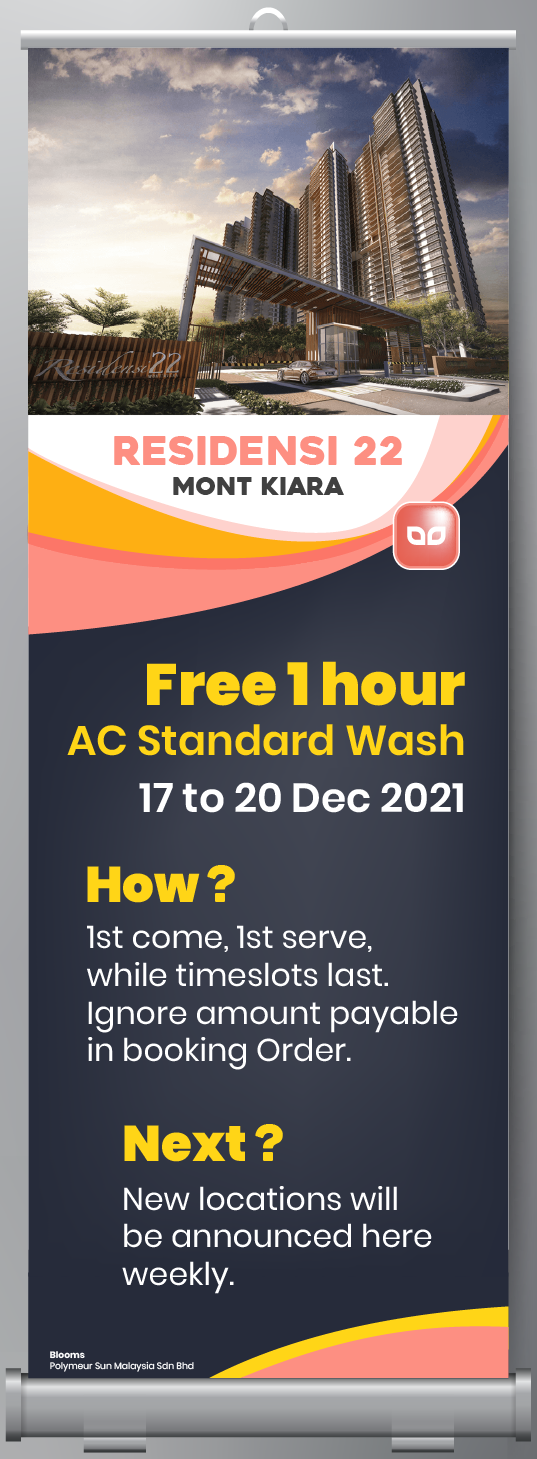 Residensi 22
RESIDENSI 22
MONT KIARA
Free 1 hour
AC Standard Wash
17 to 20 Dec 2021
How ?
1st come, 1st serve,
while timeslots last.
Ignore amount payable
in booking Order.
Next ?
New locations will
be announced here
weekly.
Blooms
Polymeur Sun Malaysia Sdn Bhd